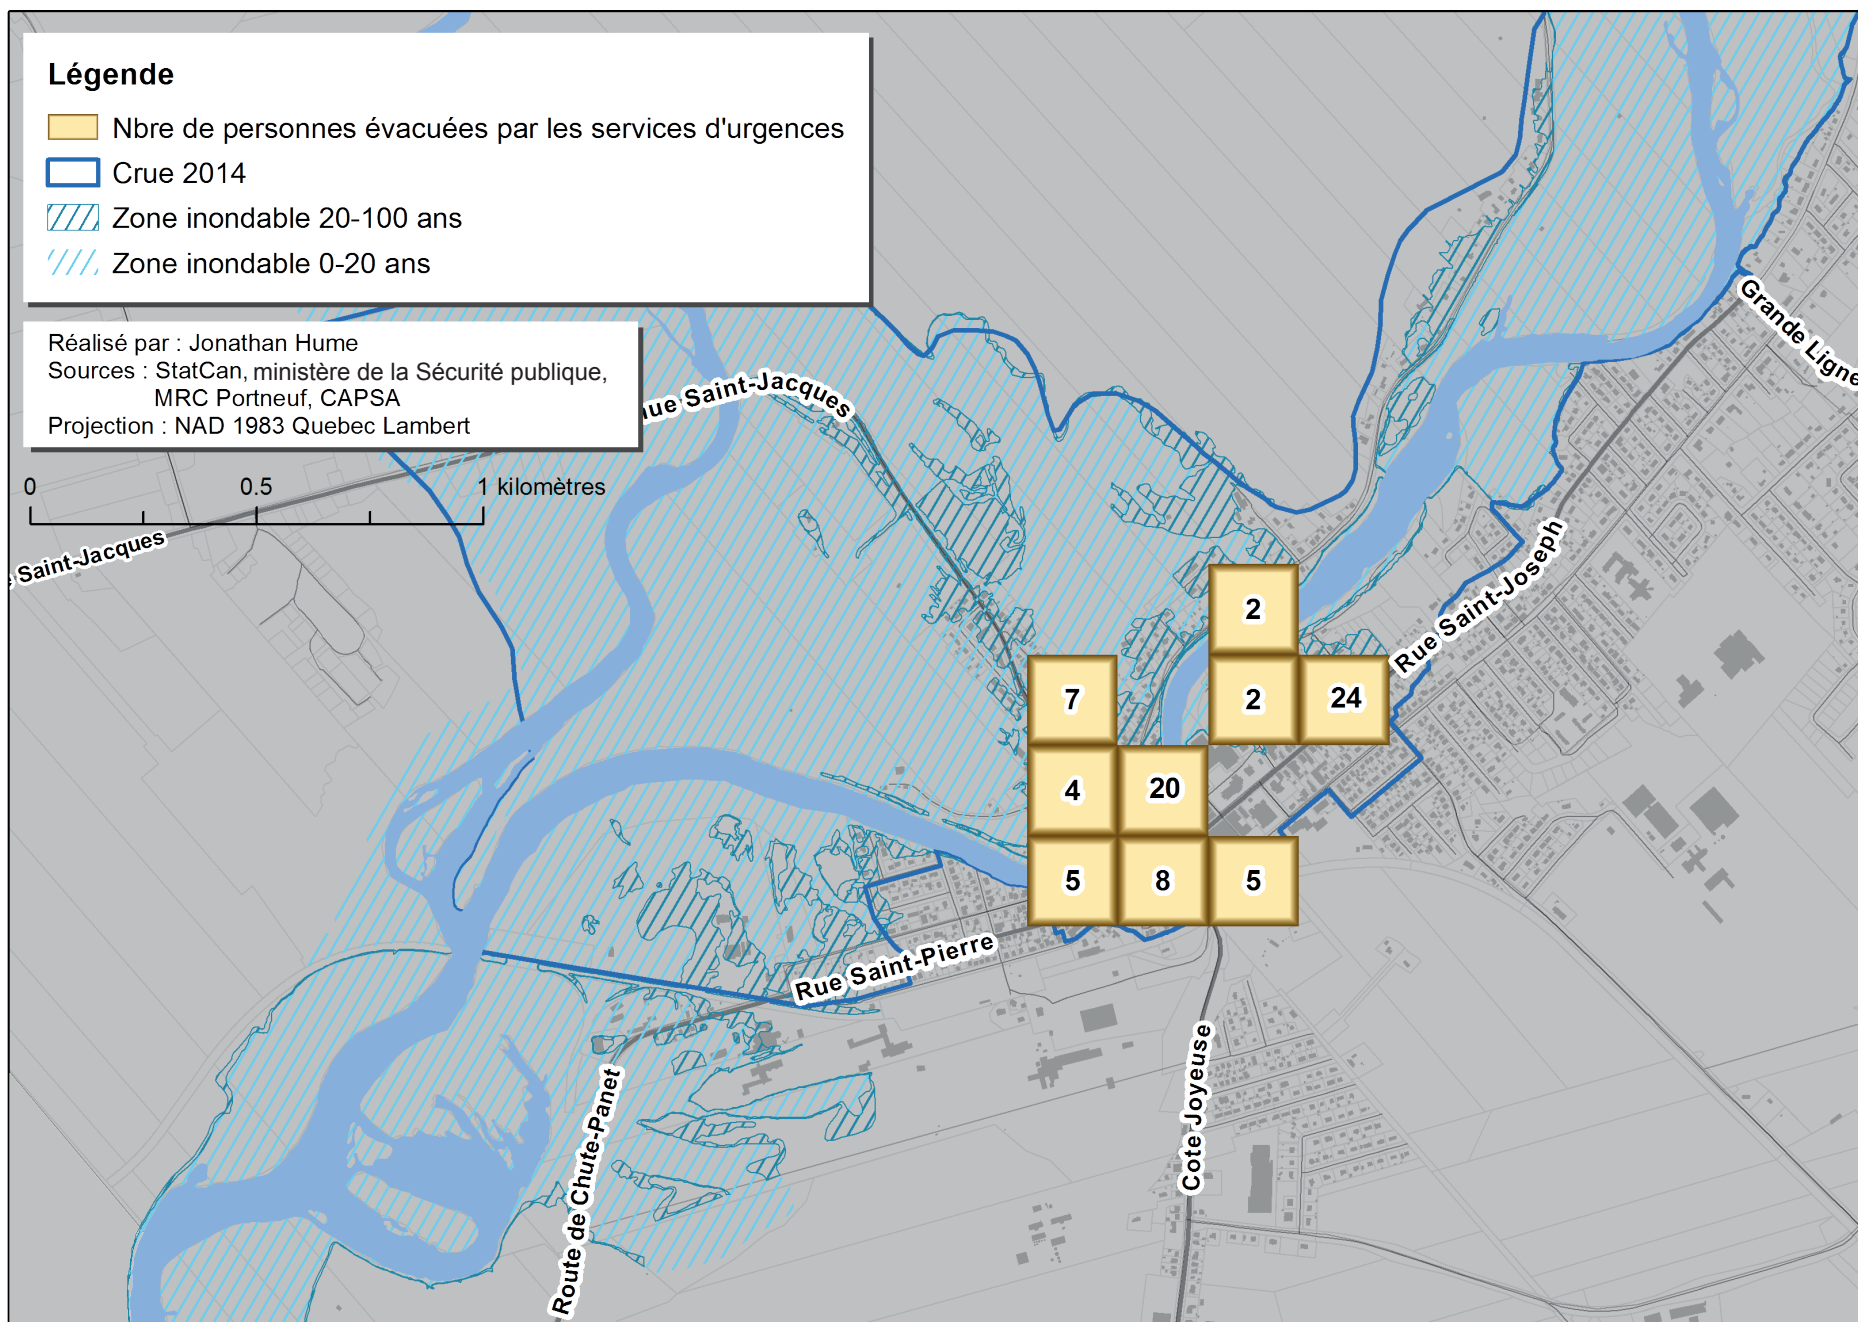 Légende
Nbre de personnes évacuées par les services d'urgences
Crue 2014
Zone inondable 20-100 ans
Zone inondable 0-20 ans
Réalisé par : Jonathan Hume
Sources : StatCan, ministère de la Sécurité publique,
MRC Portneuf, CAPSA
Projection : NAD 1983 Quebec Lambert
0 0.5 1 kilomètres
Saint-Jacques
Saint-Jacques
Grande Ligne
Rue Saint-Joseph
2
7
2
24
4
20
5
8
5
Rue Saint-Pierre
Route de Chute-Panet
Cote Joyeuse